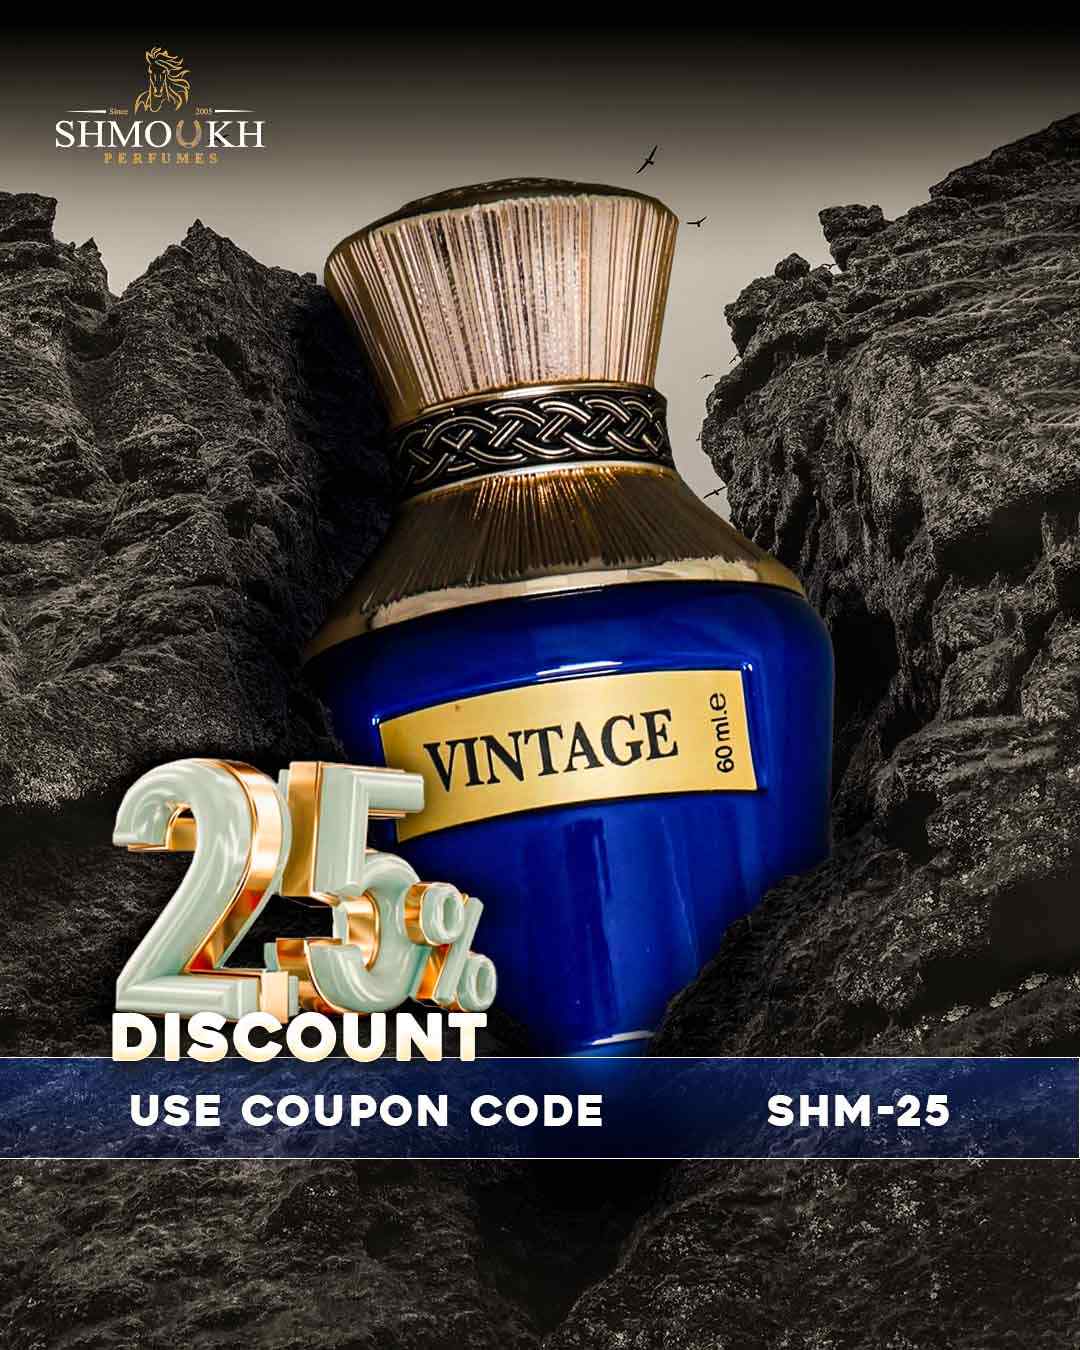 Since 2005
SHMOUKH
PERFUMES
VINTAGE
60 ml.e
25%
DISCOUNT
USE COUPON CODE SHM-25